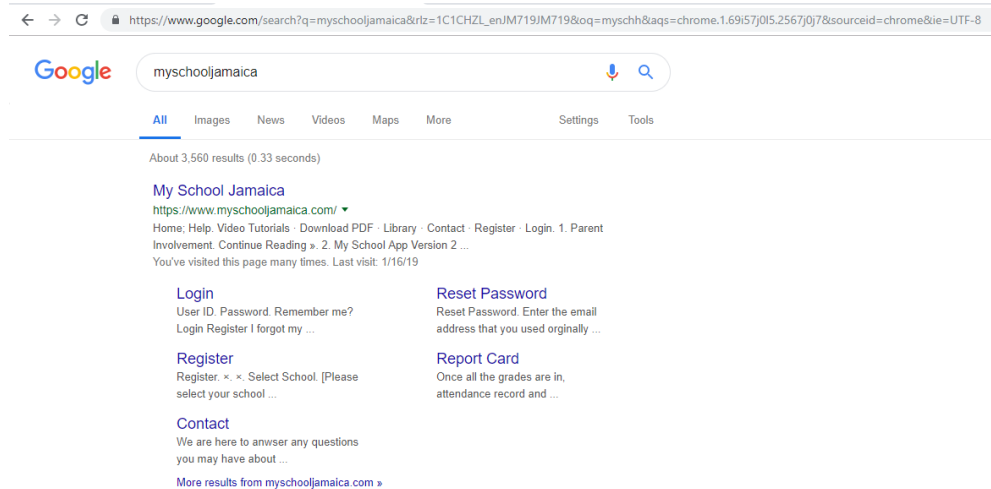 https://www.google.com/search?q=myschooljamaica&rlz=1C1CHZL_enJM719JM719&oq=myschh&aqs=chrome.1.69i57j0l5.2567j0j7&sourceid=chrome&ie=UTF-8
Google
myschooljamaica
All Images News Videos Maps More Settings Tools
About 3,560 results (0.33 seconds)
My School Jamaica
https://www.myschooljamaica.com/
Home; Help. Video Tutorials · Download PDF · Library · Contact · Register · Login. 1. Parent
Involvement. Continue Reading ». 2. My School App Version 2 ...
You've visited this page many times. Last visit: 1/16/19
Login
User ID. Password. Remember me?
Login Register I forgot my ...
Reset Password
Reset Password. Enter the email
address that you used orginally ...
Register
Register. ×. ×. Select School. [Please
select your school ...
Report Card
Once all the grades are in,
attendance record and ...
Contact
We are here to anwser any questions
you may have about ...
More results from myschooljamaica.com »